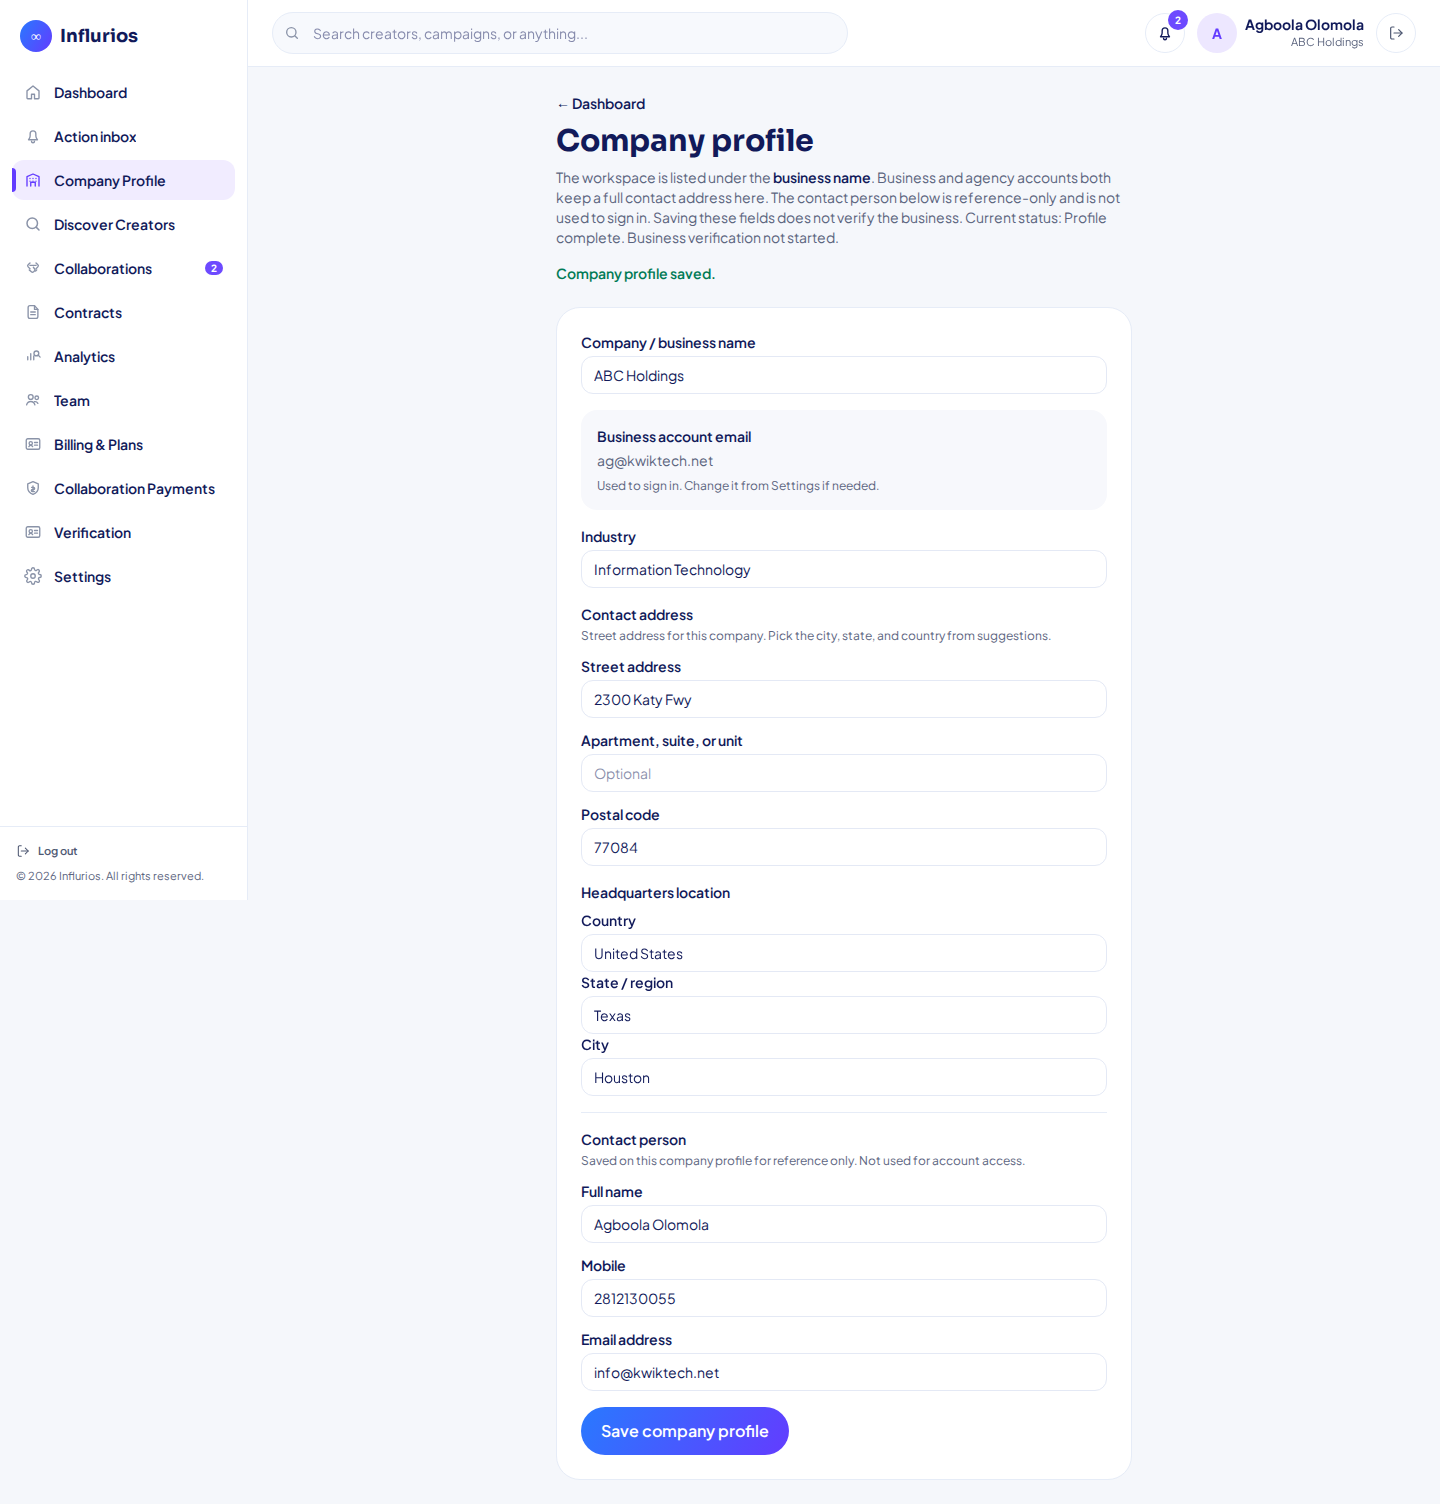 Influrios
Dashboard
Action inbox
Company Profile
Discover Creators
Collaborations 2
Contracts
Analytics
Team
Billing & Plans
Collaboration Payments
Verification
Settings
Log out
© 2026 Influrios. All rights reserved.
Search creators, campaigns, or anything...
2
A
Agboola Olomola
ABC Holdings
← Dashboard
Company profile
The workspace is listed under the business name. Business and agency accounts both
keep a full contact address here. The contact person below is reference-only and is not
used to sign in. Saving these fields does not verify the business. Current status: Profile
complete. Business verification not started.
Company profile saved.
Company / business name
ABC Holdings
Business account email
ag@kwiktech.net
Used to sign in. Change it from Settings if needed.
Industry
Information Technology
Contact address
Street address for this company. Pick the city, state, and country from suggestions.
Street address
2300 Katy Fwy
Apartment, suite, or unit
Optional
Postal code
77084
Headquarters location
Country
United States
State / region
Texas
City
Houston
Contact person
Saved on this company profile for reference only. Not used for account access.
Full name
Agboola Olomola
Mobile
2812130055
Email address
info@kwiktech.net
Save company profile